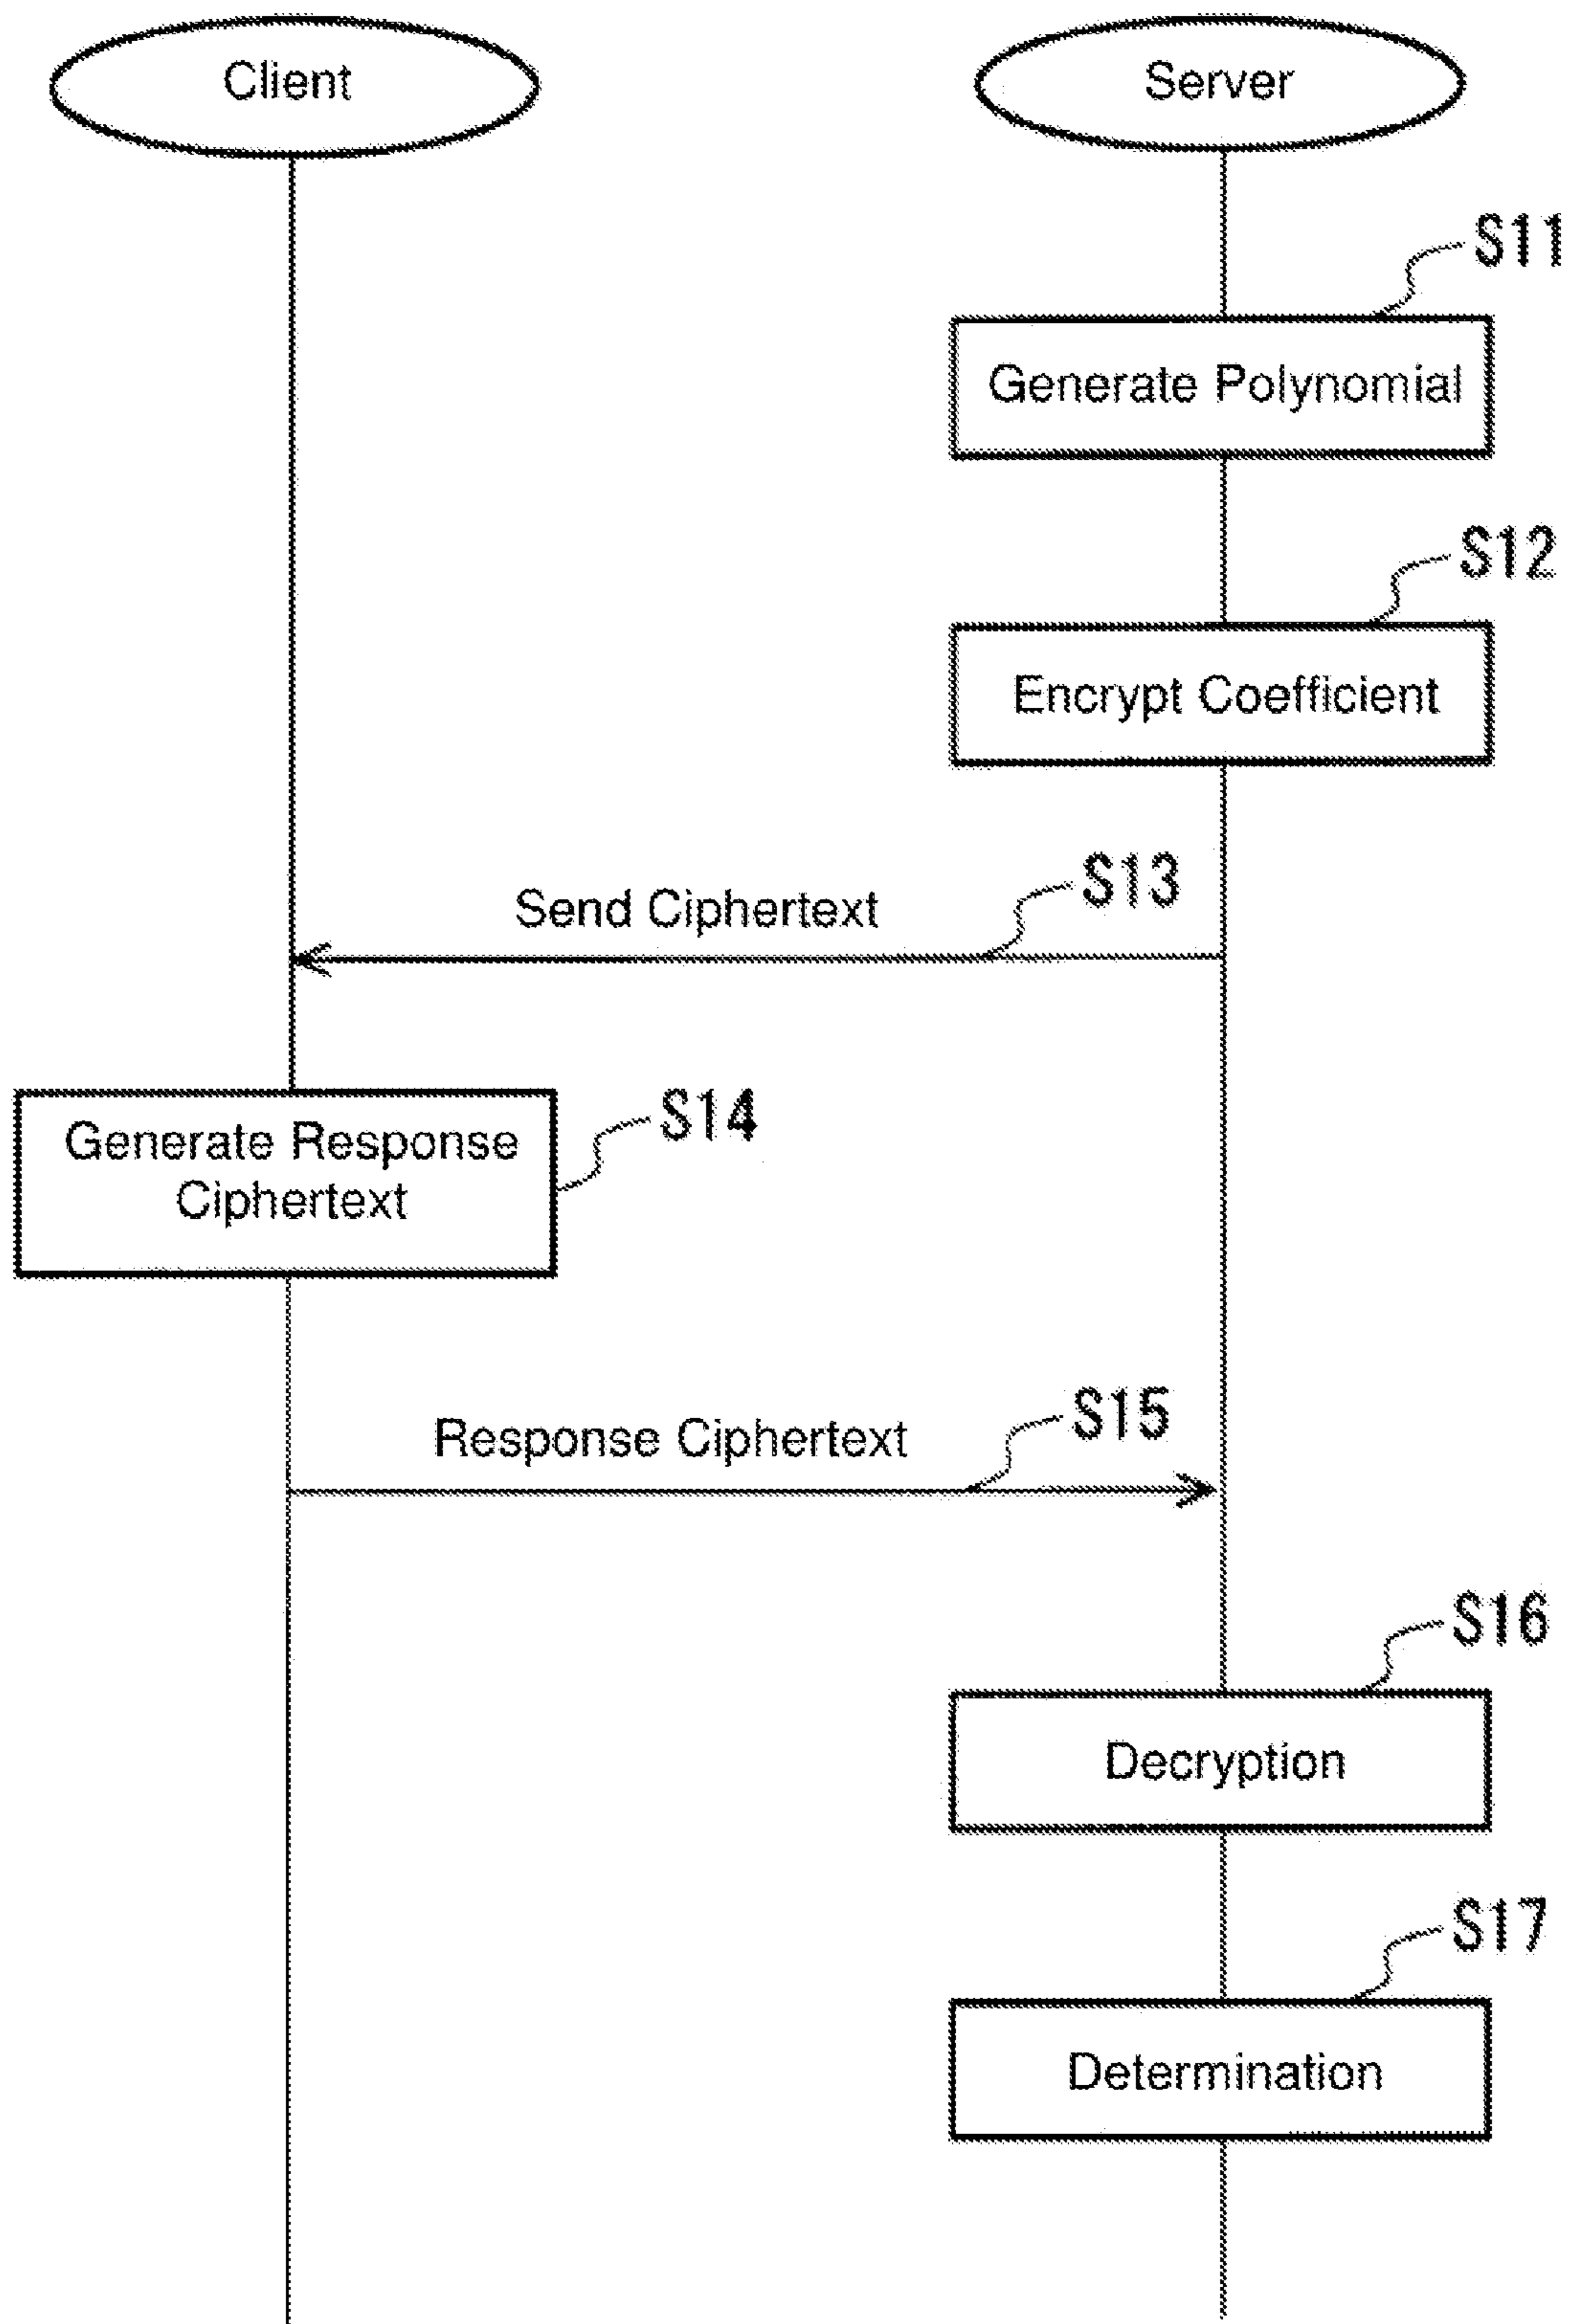 Client
Server
S11
Generate Polynomial
S12
Encrypt Coefficient
S13
Send Ciphertext
S14
Generate Response
Ciphertext
S15
Response Ciphertext
S16
Decryption
S17
Determination